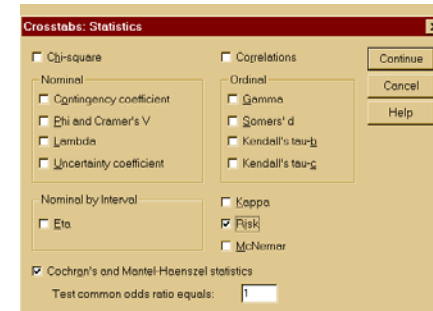 Crosstabs: Statistics
Chi-square
Correlations
Continue
Nominal
Ordinal
Cancel
Contingency coefficient
Gamma
Help
Phi and Cramer's V
Somers' d
Lambda
Kendall's tau-b
Uncertainty coefficient
Kendall's tau-c
Nominal by Interval
Kappa
Eta
Risk
McNemar
Cochran's and Mantel-Haenszel statistics
Test common odds ratio equals: 1